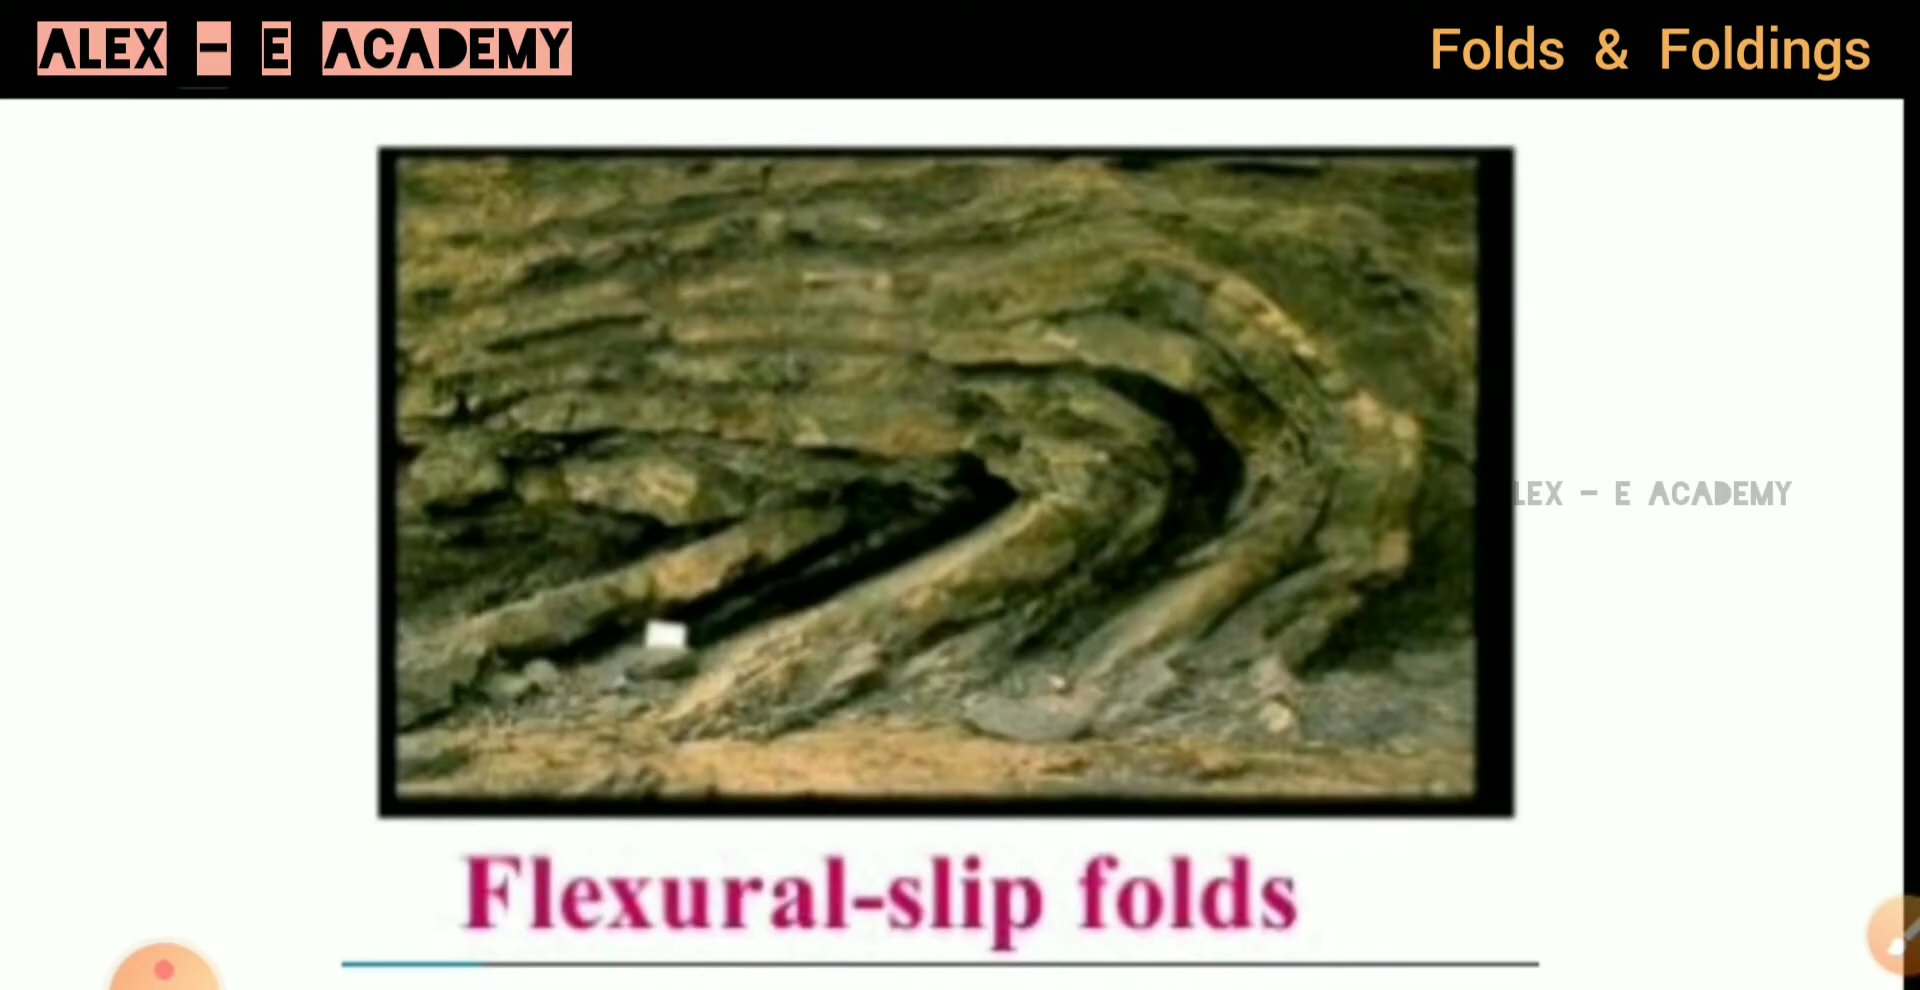 ALEX - E ACADEMY
Folds & Foldings
LEX - E ACADEMY
Flexural-slip folds